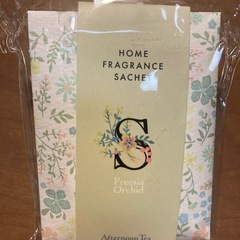 HOME
FRAGRANCE
SACHET
S
Freesia
Orchid
Afternoon Tea